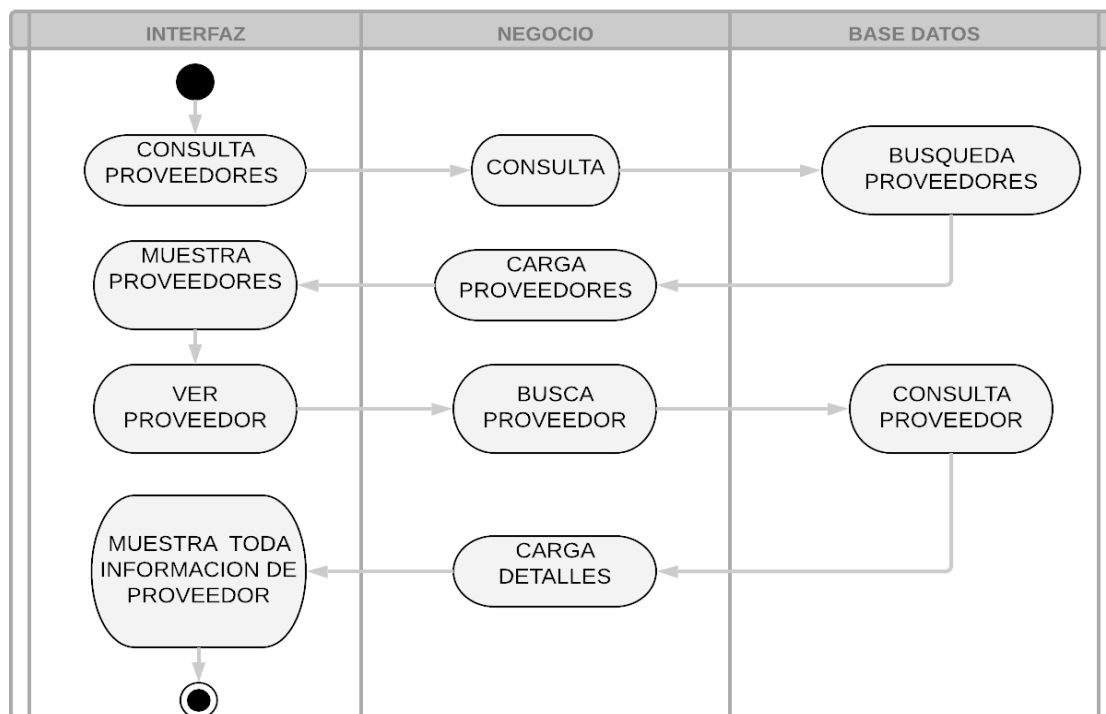 INTERFAZ
NEGOCIO
BASE DATOS
CONSULTA
PROVEEDORES
CONSULTA
BUSQUEDA
PROVEEDORES
MUESTRA
PROVEEDORES
CARGA
PROVEEDORES
VER
PROVEEDOR
BUSCA
PROVEEDOR
CONSULTA
PROVEEDOR
MUESTRA TODA
INFORMACION DE
PROVEEDOR
CARGA
DETALLES